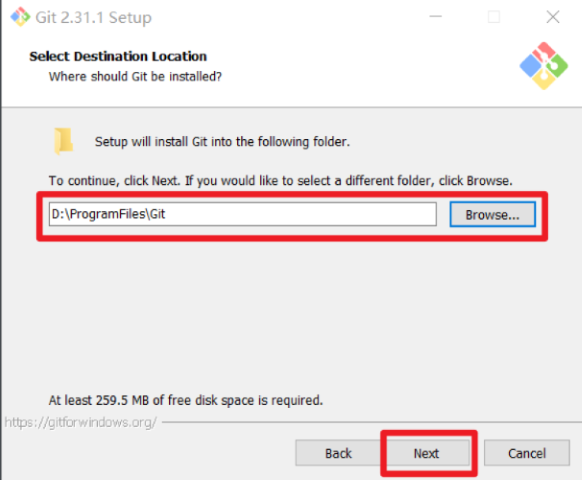 Git 2.31.1 Setup
Select Destination Location
Where should Git be installed?
Setup will install Git into the following folder.
To continue, click Next. If you would like to select a different folder, click Browse.
D:\ProgramFiles\Git
Browse...
At least 259.5 MB of free disk space is required.
https://gitforwindows.org/
Back
Next
Cancel